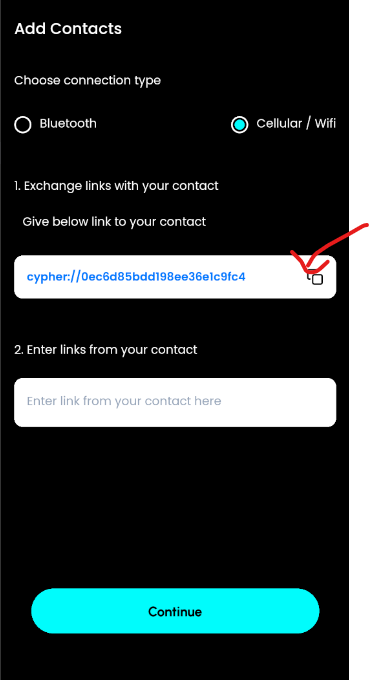 Add Contacts
Choose connection type
Bluetooth
Cellular / Wifi
1. Exchange links with your contact
Give below link to your contact
cypher://0ec6d85bdd198ee36e1c9fc4
2. Enter links from your contact
Enter link from your contact here
Continue